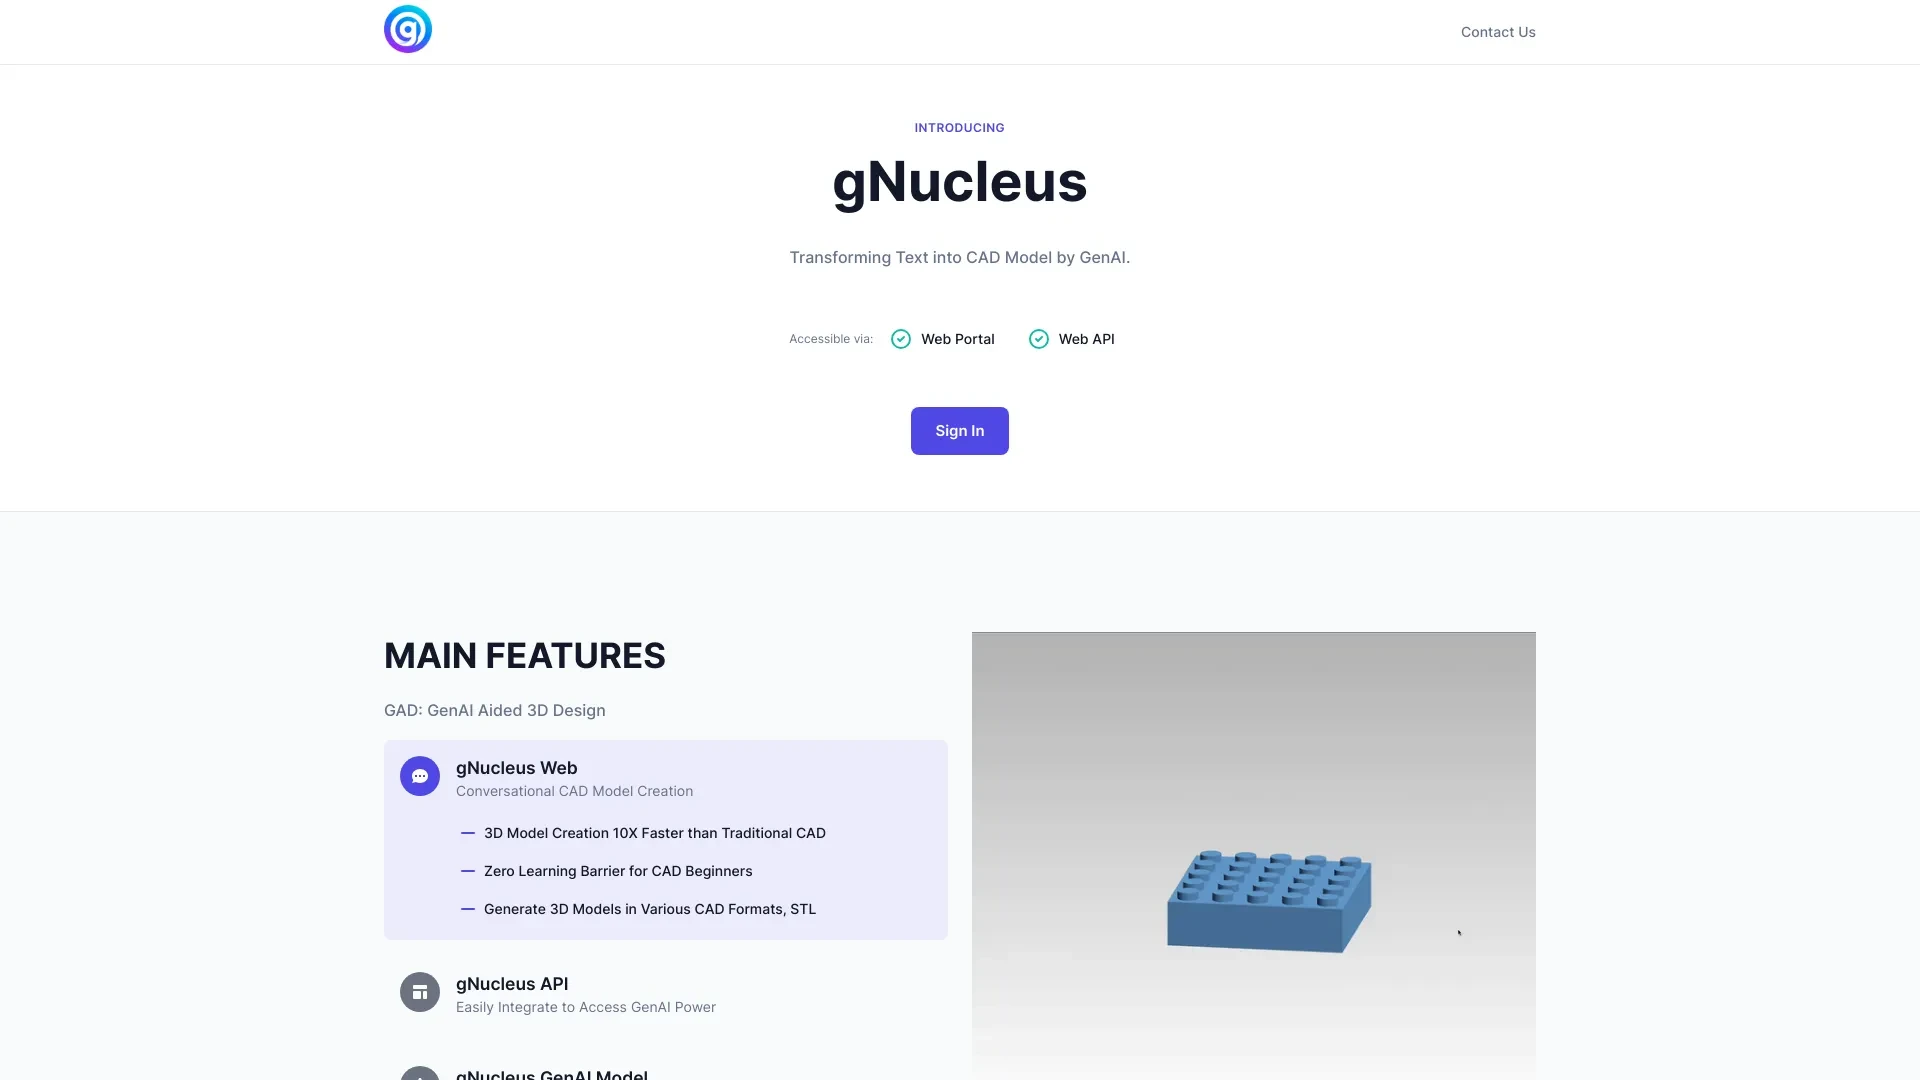 g
Contact Us
INTRODUCING
gNucleus
Transforming Text into CAD Model by GenAI.
Accessible via:
Web Portal
Web API
Sign In
MAIN FEATURES
GAD: GenAI Aided 3D Design
gNucleus Web
Conversational CAD Model Creation
— 3D Model Creation 10X Faster than Traditional CAD
— Zero Learning Barrier for CAD Beginners
— Generate 3D Models in Various CAD Formats, STL
gNucleus API
Easily Integrate to Access GenAI Power
gNucleus GenAI Model